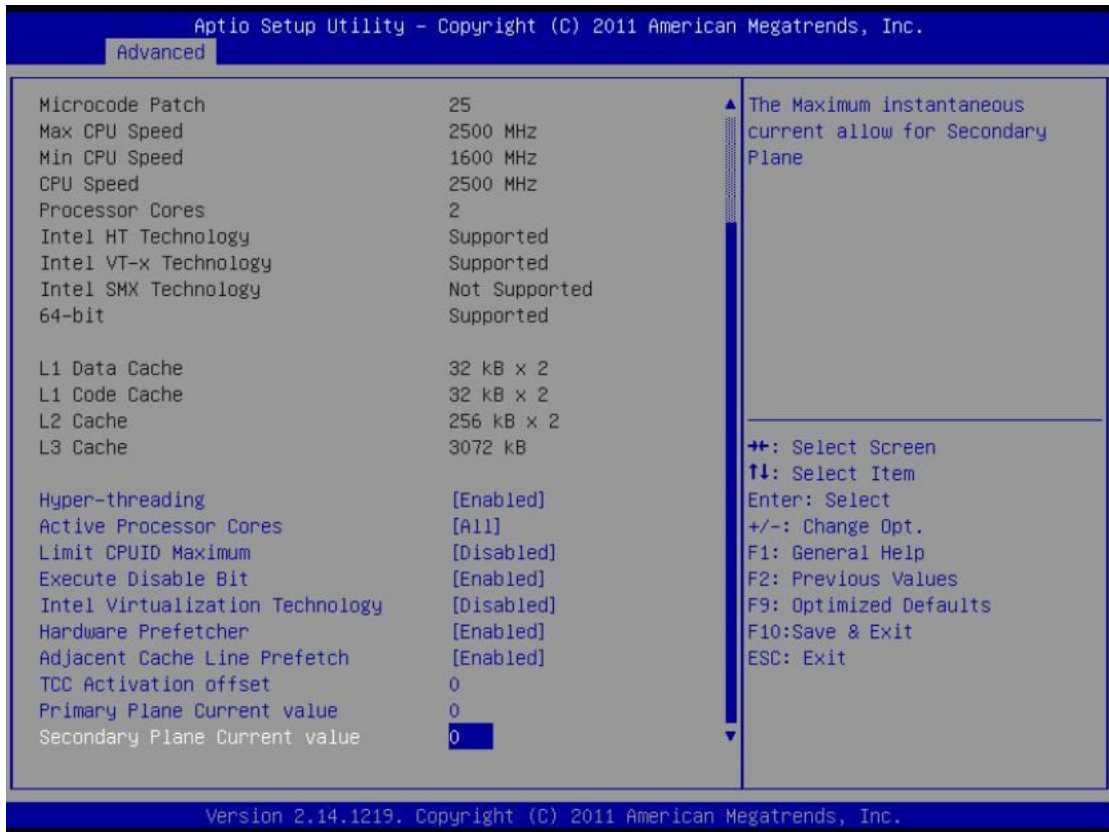 Aptio Setup Utility – Copyright (C) 2011 American Megatrends, Inc.
Advanced
Microcode Patch 25
Max CPU Speed 2500 MHz
Min CPU Speed 1600 MHz
CPU Speed 2500 MHz
Processor Cores 2
Intel HT Technology Supported
Intel VT-x Technology Supported
Intel SMX Technology Not Supported
64-bit Supported
L1 Data Cache 32 kB x 2
L1 Code Cache 32 kB x 2
L2 Cache 256 kB x 2
L3 Cache 3072 kB
Hyper-threading [Enabled]
Active Processor Cores [All]
Limit CPUID Maximum [Disabled]
Execute Disable Bit [Enabled]
Intel Virtualization Technology [Disabled]
Hardware Prefetcher [Enabled]
Adjacent Cache Line Prefetch [Enabled]
TCC Activation offset 0
Primary Plane Current value 0
Secondary Plane Current value 0
The Maximum instantaneous
current allow for Secondary
Plane
→←: Select Screen
↑↓: Select Item
Enter: Select
+/-: Change Opt.
F1: General Help
F2: Previous Values
F9: Optimized Defaults
F10:Save & Exit
ESC: Exit
Version 2.14.1219. Copyright (C) 2011 American Megatrends, Inc.